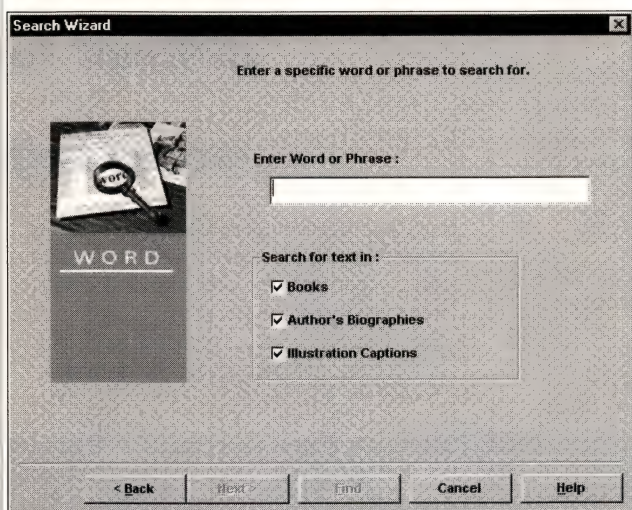 Search Wizard
Enter a specific word or phrase to search for.
word
Enter Word or Phrase :
WORD
Search for text in :
Books
Author's Biographies
Illustration Captions
< Back Next > Find Cancel Help